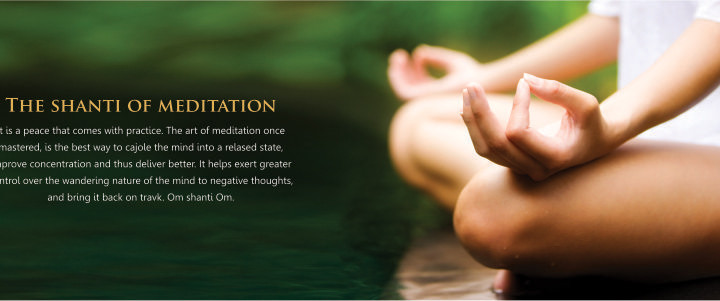 The shanti of meditation
t is a peace that comes with practice. The art of meditation once
mastered, is the best way to cajole the mind into a relased state,
prove concentration and thus deliver better. It helps exert greater
ntrol over the wandering nature of the mind to negative thoughts,
and bring it back on travk. Om shanti Om.